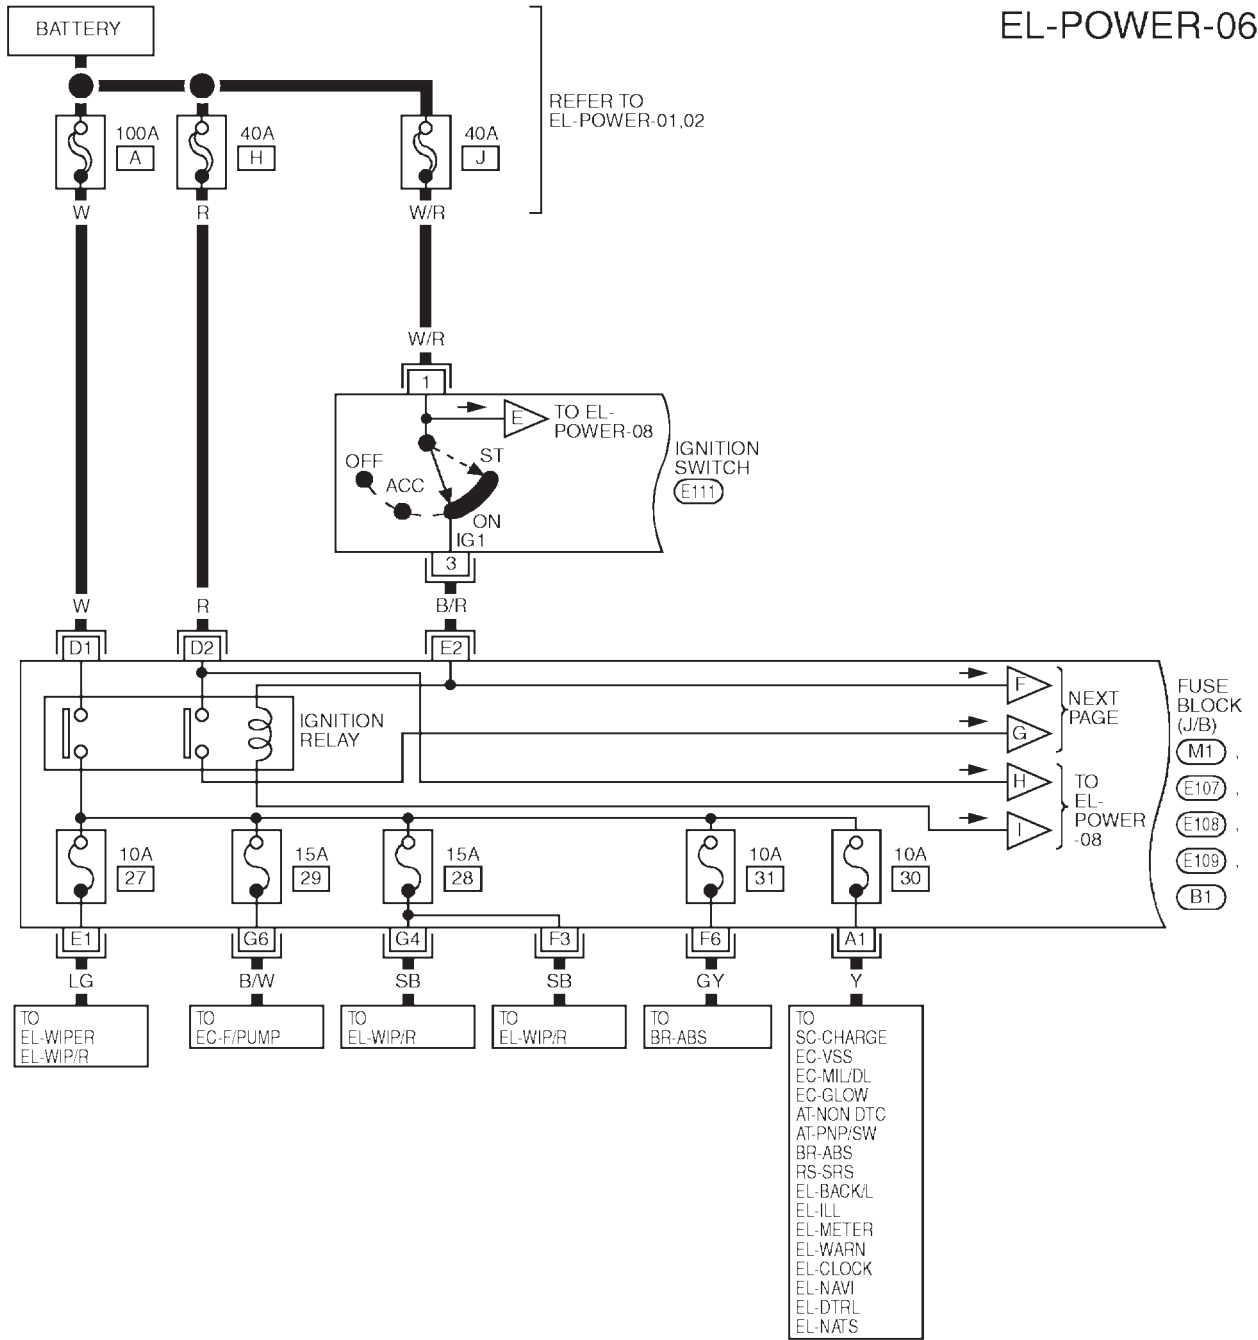 EL-POWER-06
BATTERY
REFER TO
EL-POWER-01,02
100A
A
40A
H
40A
J
W
R
W/R
W/R
1
E
TO EL-
POWER-08
IGNITION
SWITCH
E111
OFF
ACC
ST
ON
IG1
3
W
R
B/R
D1
D2
E2
IGNITION
RELAY
F
G
NEXT
PAGE
H
I
TO
EL-
POWER
-08
FUSE
BLOCK
(J/B)
M1 ,
E107 ,
E108 ,
E109 ,
B1
10A
27
15A
29
15A
28
10A
31
10A
30
E1
G6
G4
F3
F6
A1
LG
B/W
SB
SB
GY
Y
TO
EL-WIPER
EL-WIP/R
TO
EC-F/PUMP
TO
EL-WIP/R
TO
EL-WIP/R
TO
BR-ABS
TO
SC-CHARGE
EC-VSS
EC-MIL/DL
EC-GLOW
AT-NON DTC
AT-PNP/SW
BR-ABS
RS-SRS
EL-BACK/L
EL-ILL
EL-METER
EL-WARN
EL-CLOCK
EL-NAVI
EL-DTRL
EL-NATS